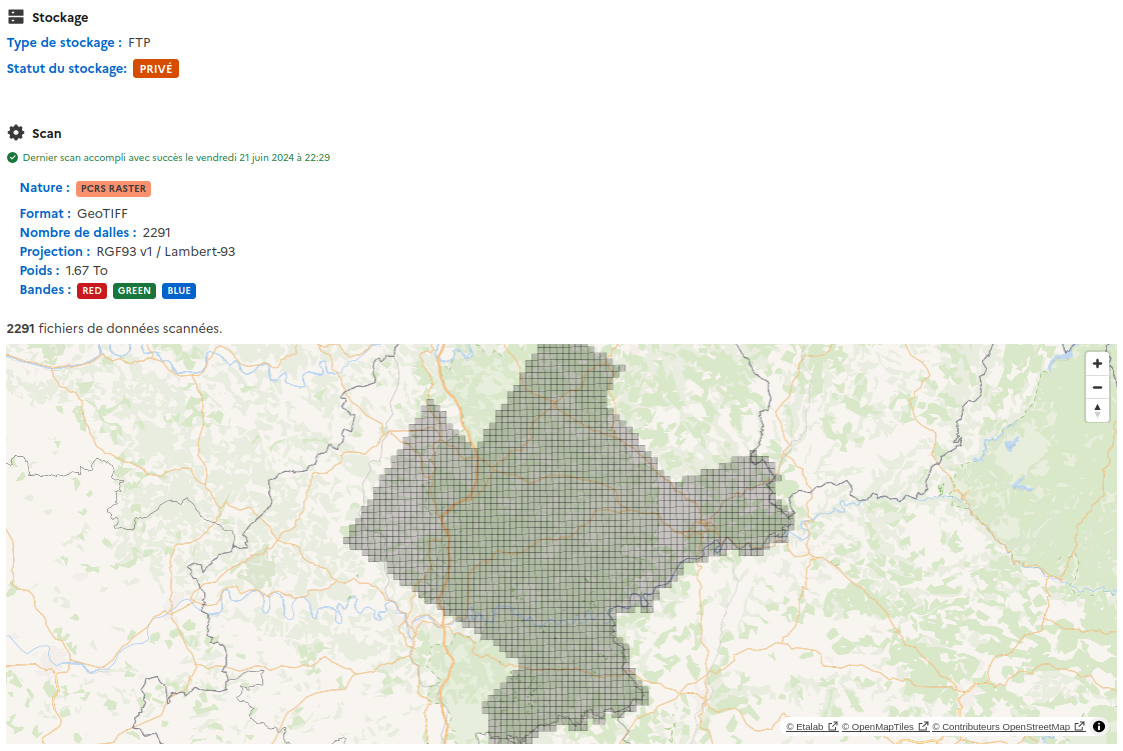 Stockage
Type de stockage : FTP
Statut du stockage: PRIVÉ
Scan
Dernier scan accompli avec succès le vendredi 21 juin 2024 à 22:29
Nature : PCRS RASTER
Format : GeoTIFF
Nombre de dalles : 2291
Projection : RGF93 v1 / Lambert-93
Poids : 1.67 To
Bandes : RED GREEN BLUE
2291 fichiers de données scannées.
© Etalab © OpenMapTiles © Contributeurs OpenStreetMap